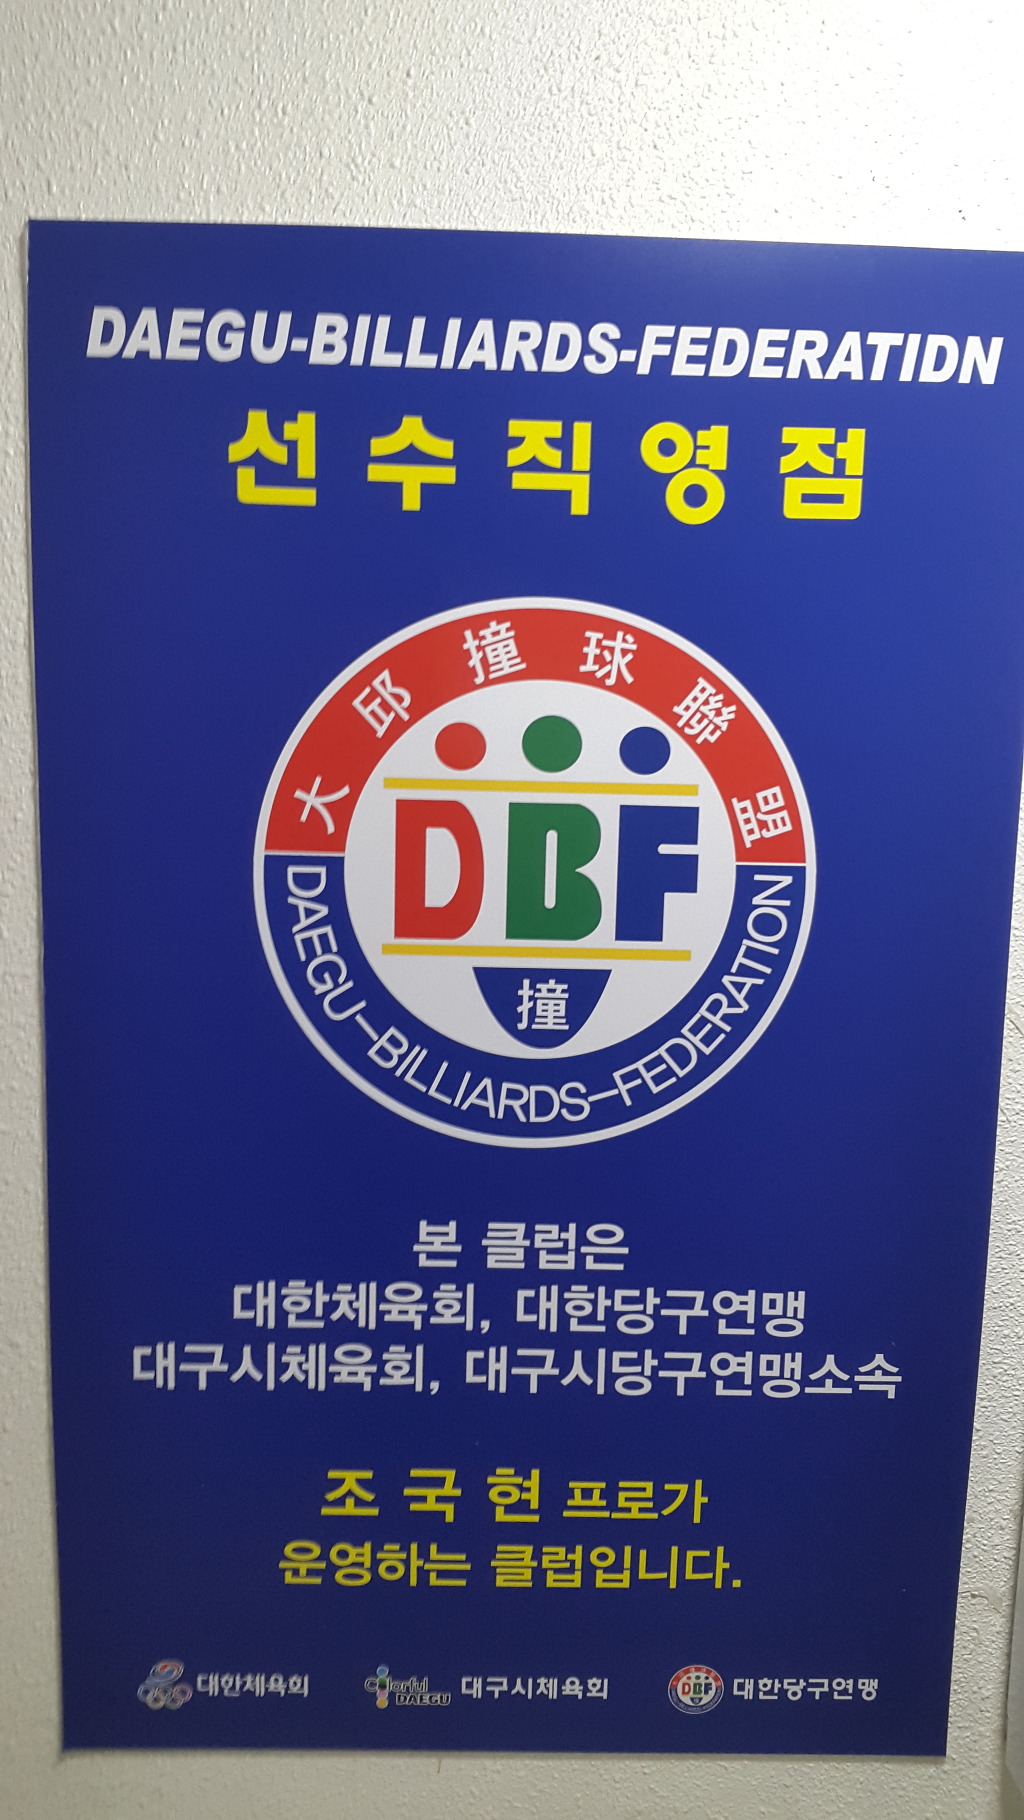 DAEGU-BILLIARDS-FEDERATIDN
선수직영점
大邱撞球聯盟
DBF
撞
DAEGU-BILLIARDS-FEDERATION
본 클럽은
대한체육회, 대한당구연맹
대구시체육회, 대구시당구연맹소속
조국현 프로가
운영하는 클럽입니다.
대한체육회 Colorful DAEGU 대구시체육회 DBF 대한당구연맹